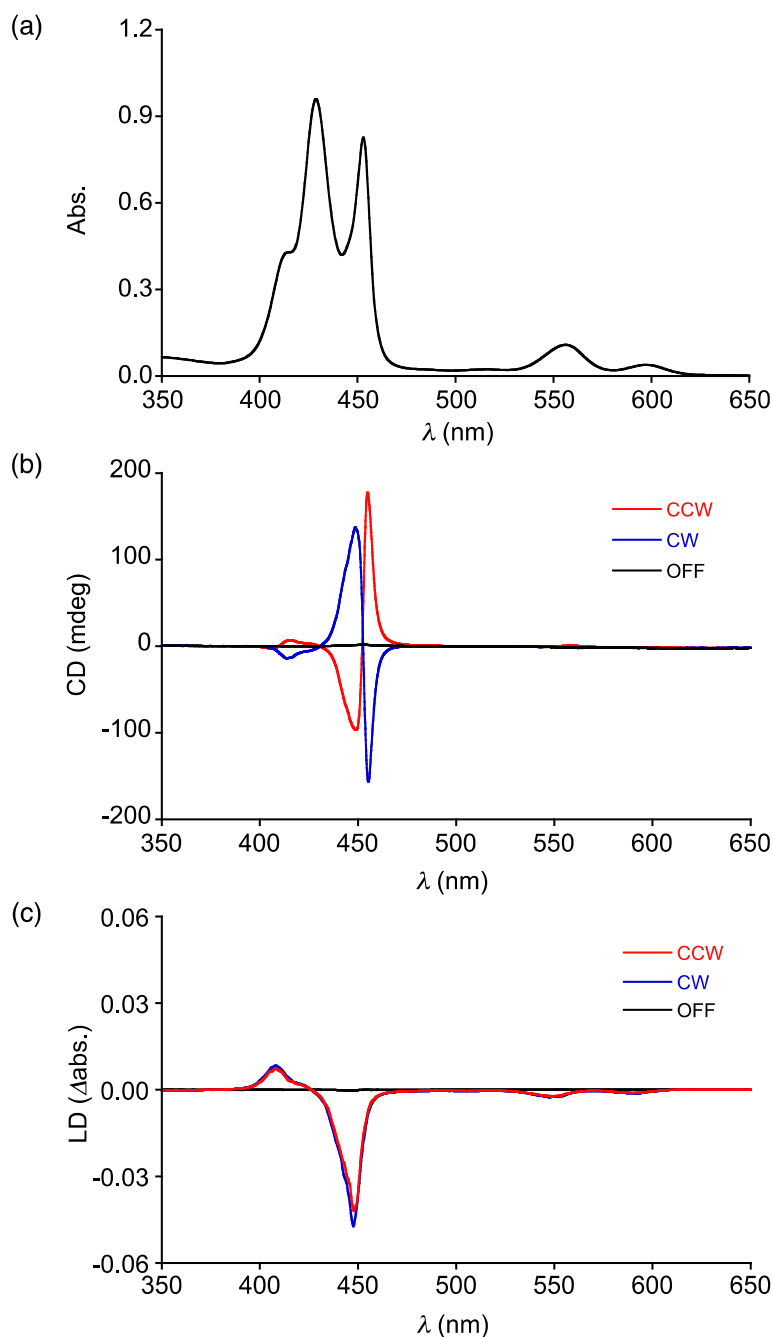 (a)
1.2
0.9
0.6
0.3
0.0
Abs.
350 400 450 500 550 600 650
λ (nm)
(b)
200
100
0
-100
-200
CD (mdeg)
CCW
CW
OFF
350 400 450 500 550 600 650
λ (nm)
(c)
0.06
0.03
0.00
-0.03
-0.06
LD (Δabs.)
CCW
CW
OFF
350 400 450 500 550 600 650
λ (nm)